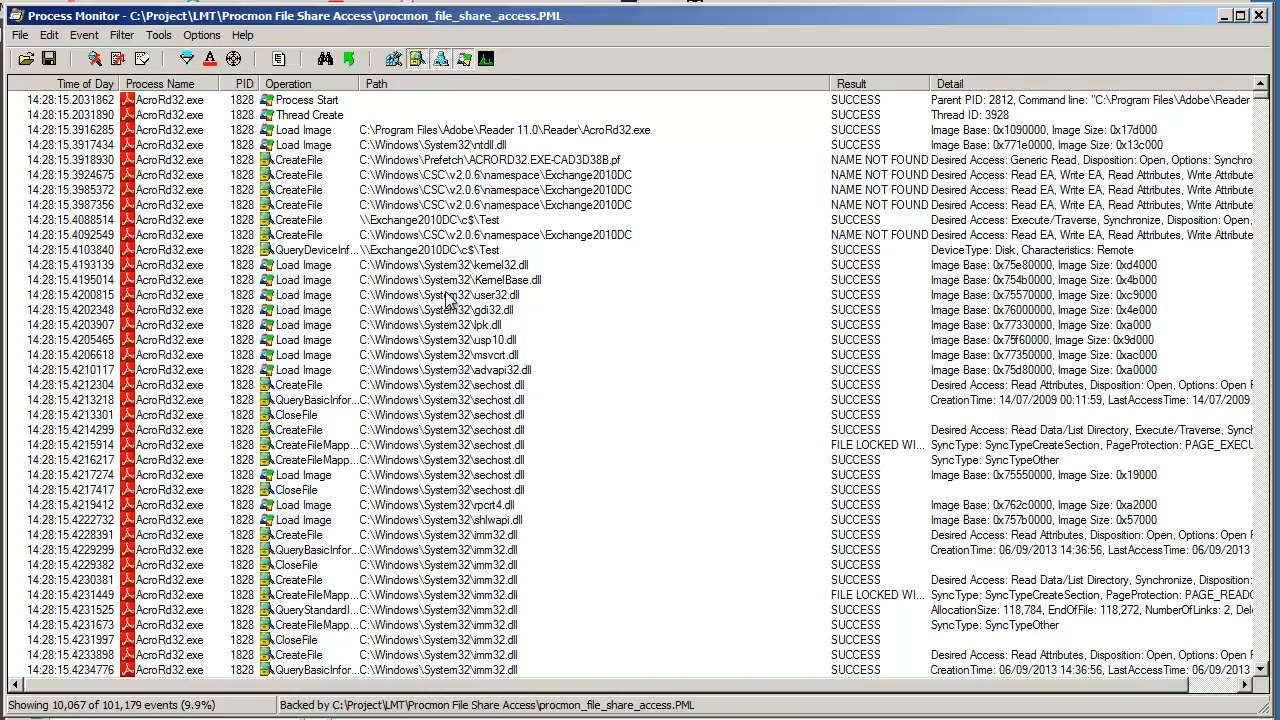 Process Monitor - C:\Project\LMT\Procmon File Share Access\procmon_file_share_access.PML
File Edit Event Filter Tools Options Help
Time of Day Process Name PID Operation Path Result Detail
14:28:15.2031862 AcroRd32.exe 1828 Process Start SUCCESS Parent PID: 2812, Command line: "C:\Program Files\Adobe\Reader
14:28:15.2031890 AcroRd32.exe 1828 Thread Create SUCCESS Thread ID: 3928
14:28:15.3916285 AcroRd32.exe 1828 Load Image C:\Program Files\Adobe\Reader 11.0\Reader\AcroRd32.exe SUCCESS Image Base: 0x1090000, Image Size: 0x17d000
14:28:15.3917434 AcroRd32.exe 1828 Load Image C:\Windows\System32\ntdll.dll SUCCESS Image Base: 0x771e0000, Image Size: 0x13c000
14:28:15.3918930 AcroRd32.exe 1828 CreateFile C:\Windows\Prefetch\ACRORD32.EXE-CAD3D38B.pf NAME NOT FOUND Desired Access: Generic Read, Disposition: Open, Options: Synchro
14:28:15.3924675 AcroRd32.exe 1828 CreateFile C:\Windows\CSC\v2.0.6\namespace\Exchange2010DC NAME NOT FOUND Desired Access: Read EA, Write EA, Read Attributes, Write Attribute
14:28:15.3985372 AcroRd32.exe 1828 CreateFile C:\Windows\CSC\v2.0.6\namespace\Exchange2010DC NAME NOT FOUND Desired Access: Read EA, Write EA, Read Attributes, Write Attribute
14:28:15.3987356 AcroRd32.exe 1828 CreateFile C:\Windows\CSC\v2.0.6\namespace\Exchange2010DC NAME NOT FOUND Desired Access: Read EA, Write EA, Read Attributes, Write Attribute
14:28:15.4088514 AcroRd32.exe 1828 CreateFile \\Exchange2010DC\c$\Test SUCCESS Desired Access: Execute/Traverse, Synchronize, Disposition: Open,
14:28:15.4092549 AcroRd32.exe 1828 CreateFile C:\Windows\CSC\v2.0.6\namespace\Exchange2010DC NAME NOT FOUND Desired Access: Read EA, Write EA, Read Attributes, Write Attribute
14:28:15.4103840 AcroRd32.exe 1828 QueryDeviceInf... \\Exchange2010DC\c$\Test SUCCESS DeviceType: Disk, Characteristics: Remote
14:28:15.4193139 AcroRd32.exe 1828 Load Image C:\Windows\System32\kernel32.dll SUCCESS Image Base: 0x75e80000, Image Size: 0xd4000
14:28:15.4195014 AcroRd32.exe 1828 Load Image C:\Windows\System32\KernelBase.dll SUCCESS Image Base: 0x754b0000, Image Size: 0x4b000
14:28:15.4200815 AcroRd32.exe 1828 Load Image C:\Windows\System32\user32.dll SUCCESS Image Base: 0x75570000, Image Size: 0xc9000
14:28:15.4202348 AcroRd32.exe 1828 Load Image C:\Windows\System32\gdi32.dll SUCCESS Image Base: 0x76000000, Image Size: 0x4e000
14:28:15.4203907 AcroRd32.exe 1828 Load Image C:\Windows\System32\lpk.dll SUCCESS Image Base: 0x77330000, Image Size: 0xa000
14:28:15.4205465 AcroRd32.exe 1828 Load Image C:\Windows\System32\usp10.dll SUCCESS Image Base: 0x75f60000, Image Size: 0x9d000
14:28:15.4206618 AcroRd32.exe 1828 Load Image C:\Windows\System32\msvcrt.dll SUCCESS Image Base: 0x77350000, Image Size: 0xac000
14:28:15.4210117 AcroRd32.exe 1828 Load Image C:\Windows\System32\advapi32.dll SUCCESS Image Base: 0x75d80000, Image Size: 0xa0000
14:28:15.4212304 AcroRd32.exe 1828 CreateFile C:\Windows\System32\sechost.dll SUCCESS Desired Access: Read Attributes, Disposition: Open, Options: Open F
14:28:15.4213218 AcroRd32.exe 1828 QueryBasicInfor... C:\Windows\System32\sechost.dll SUCCESS CreationTime: 14/07/2009 00:11:59, LastAccessTime: 14/07/2009
14:28:15.4213301 AcroRd32.exe 1828 CloseFile C:\Windows\System32\sechost.dll SUCCESS
14:28:15.4214299 AcroRd32.exe 1828 CreateFile C:\Windows\System32\sechost.dll SUCCESS Desired Access: Read Data/List Directory, Execute/Traverse, Synchr
14:28:15.4215914 AcroRd32.exe 1828 CreateFileMapp... C:\Windows\System32\sechost.dll FILE LOCKED WI... SyncType: SyncTypeCreateSection, PageProtection: PAGE_EXECU
14:28:15.4216217 AcroRd32.exe 1828 CreateFileMapp... C:\Windows\System32\sechost.dll SUCCESS SyncType: SyncTypeOther
14:28:15.4217274 AcroRd32.exe 1828 Load Image C:\Windows\System32\sechost.dll SUCCESS Image Base: 0x75550000, Image Size: 0x19000
14:28:15.4217417 AcroRd32.exe 1828 CloseFile C:\Windows\System32\sechost.dll SUCCESS
14:28:15.4219412 AcroRd32.exe 1828 Load Image C:\Windows\System32\rpcrt4.dll SUCCESS Image Base: 0x762c0000, Image Size: 0xa2000
14:28:15.4222732 AcroRd32.exe 1828 Load Image C:\Windows\System32\shlwapi.dll SUCCESS Image Base: 0x757b0000, Image Size: 0x57000
14:28:15.4228391 AcroRd32.exe 1828 CreateFile C:\Windows\System32\imm32.dll SUCCESS Desired Access: Read Attributes, Disposition: Open, Options: Open F
14:28:15.4229299 AcroRd32.exe 1828 QueryBasicInfor... C:\Windows\System32\imm32.dll SUCCESS CreationTime: 06/09/2013 14:36:56, LastAccessTime: 06/09/2013
14:28:15.4229382 AcroRd32.exe 1828 CloseFile C:\Windows\System32\imm32.dll SUCCESS
14:28:15.4230381 AcroRd32.exe 1828 CreateFile C:\Windows\System32\imm32.dll SUCCESS Desired Access: Read Data/List Directory, Synchronize, Disposition:
14:28:15.4231449 AcroRd32.exe 1828 CreateFileMapp... C:\Windows\System32\imm32.dll FILE LOCKED WI... SyncType: SyncTypeCreateSection, PageProtection: PAGE_READO
14:28:15.4231525 AcroRd32.exe 1828 QueryStandardI... C:\Windows\System32\imm32.dll SUCCESS AllocationSize: 118,784, EndOfFile: 118,272, NumberOfLinks: 2, Dele
14:28:15.4231673 AcroRd32.exe 1828 CreateFileMapp... C:\Windows\System32\imm32.dll SUCCESS SyncType: SyncTypeOther
14:28:15.4231997 AcroRd32.exe 1828 CloseFile C:\Windows\System32\imm32.dll SUCCESS
14:28:15.4233898 AcroRd32.exe 1828 CreateFile C:\Windows\System32\imm32.dll SUCCESS Desired Access: Read Attributes, Disposition: Open, Options: Open F
14:28:15.4234776 AcroRd32.exe 1828 QueryBasicInfor... C:\Windows\System32\imm32.dll SUCCESS CreationTime: 06/09/2013 14:36:56, LastAccessTime: 06/09/2013
Showing 10,067 of 101,179 events (9.9%) Backed by C:\Project\LMT\Procmon File Share Access\procmon_file_share_access.PML